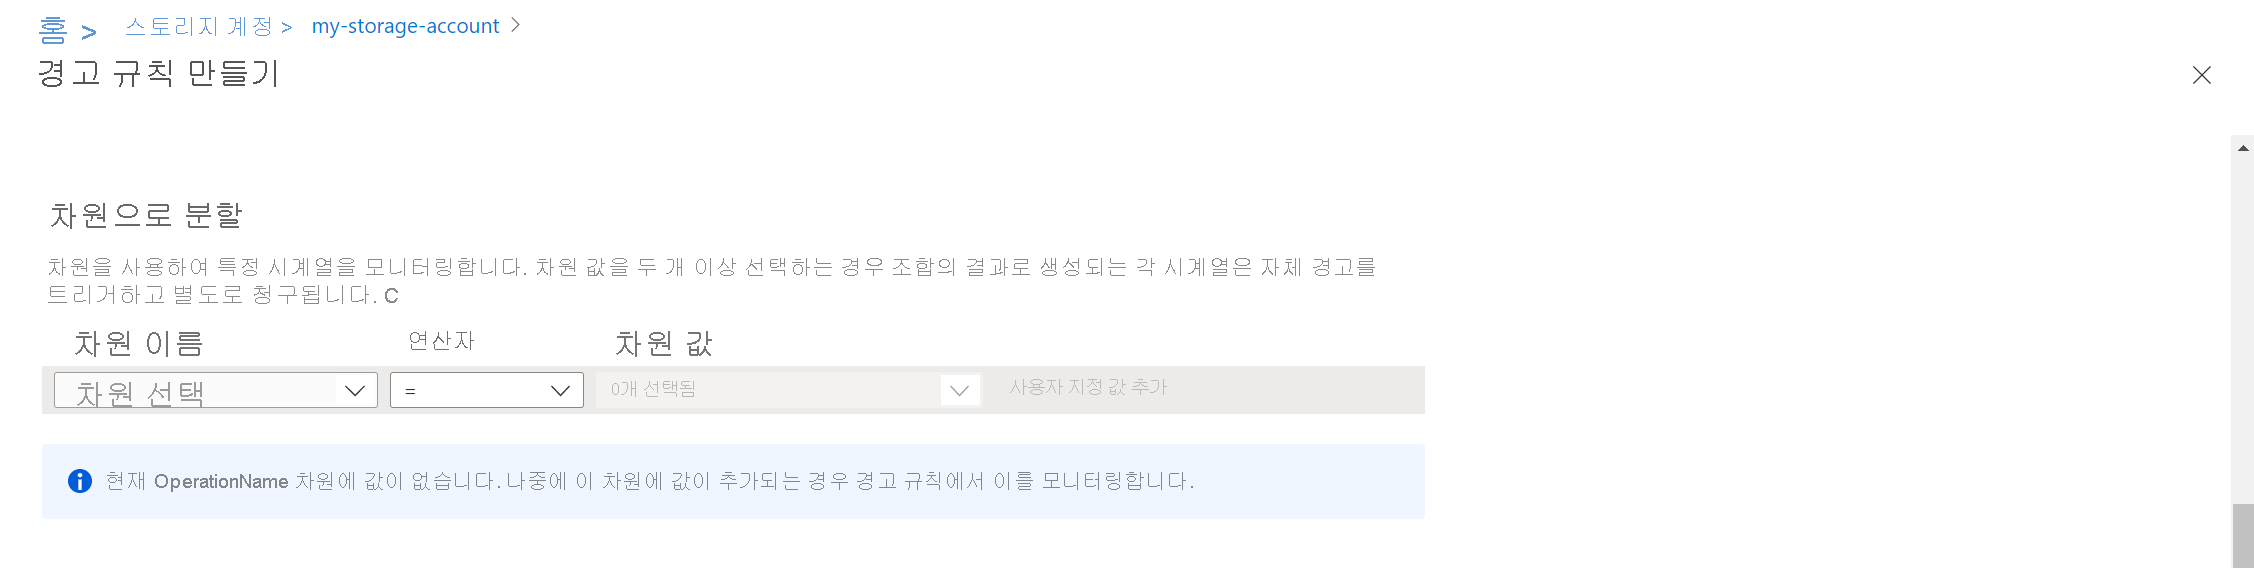 홈 > 스토리지 계정 > my-storage-account >
경고 규칙 만들기
차원으로 분할
차원을 사용하여 특정 시계열을 모니터링합니다. 차원 값을 두 개 이상 선택하는 경우 조합의 결과로 생성되는 각 시계열은 자체 경고를
트리거하고 별도로 청구됩니다. C
차원 이름 연산자 차원 값
차원 선택 = 0개 선택됨 사용자 지정 값 추가
현재 OperationName 차원에 값이 없습니다. 나중에 이 차원에 값이 추가되는 경우 경고 규칙에서 이를 모니터링합니다.